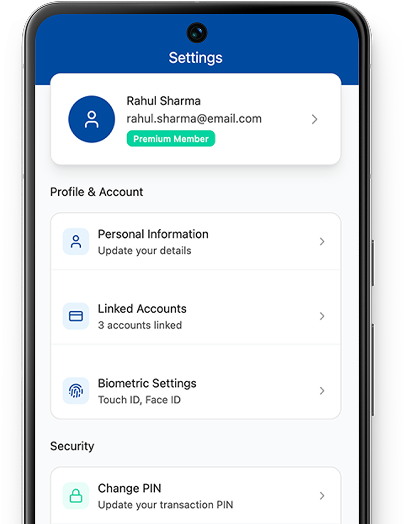 Settings
Rahul Sharma
rahul.sharma@email.com
Premium Member
Profile & Account
Personal Information
Update your details
Linked Accounts
3 accounts linked
Biometric Settings
Touch ID, Face ID
Security
Change PIN
Update your transaction PIN